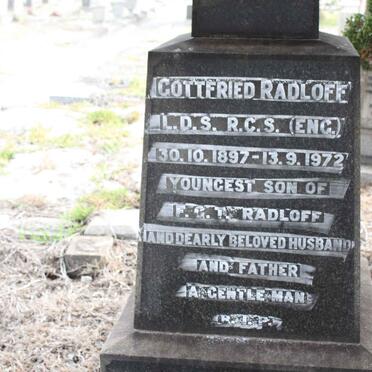 GOTTFRIED RADLOFF
L.D.S. R.C.S. (ENG.)
30.10.1897-13.9.1972
YOUNGEST SON OF
RADLOFF
AND DEARLY BELOVED HUSBAND
AND FATHER
A GENTLE MAN
R.I.P.